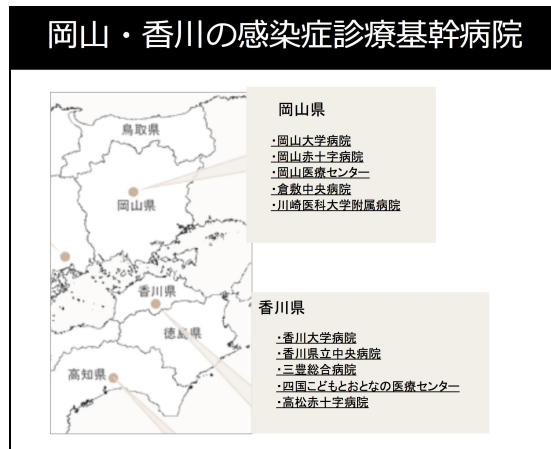 岡山・香川の感染症診療基幹病院
鳥取県
岡山県
香川県
徳島県
高知県
岡山県
・岡山大学病院
・岡山赤十字病院
・岡山医療センター
・倉敷中央病院
・川崎医科大学附属病院
香川県
・香川大学病院
・香川県立中央病院
・三豊総合病院
・四国こどもとおとなの医療センター
・高松赤十字病院